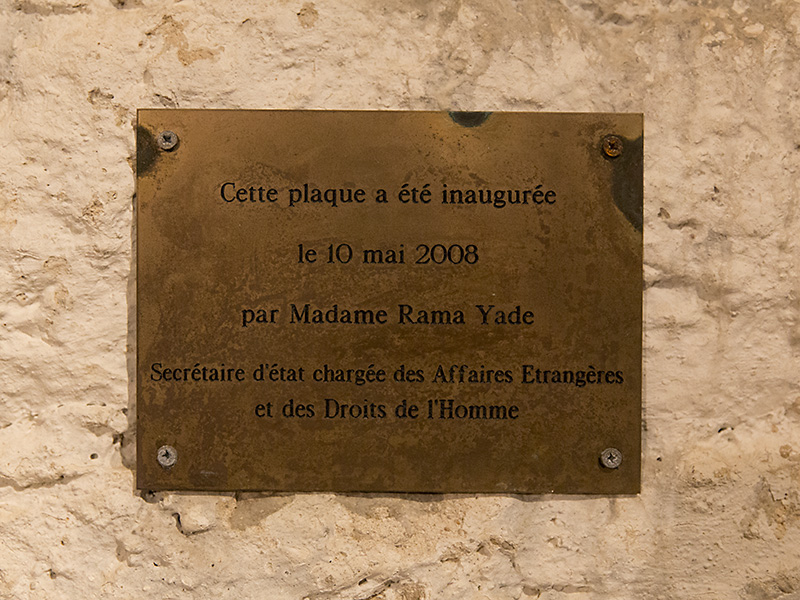 Cette plaque a été inaugurée
le 10 mai 2008
par Madame Rama Yade
Secrétaire d'état chargée des Affaires Etrangères
et des Droits de l'Homme